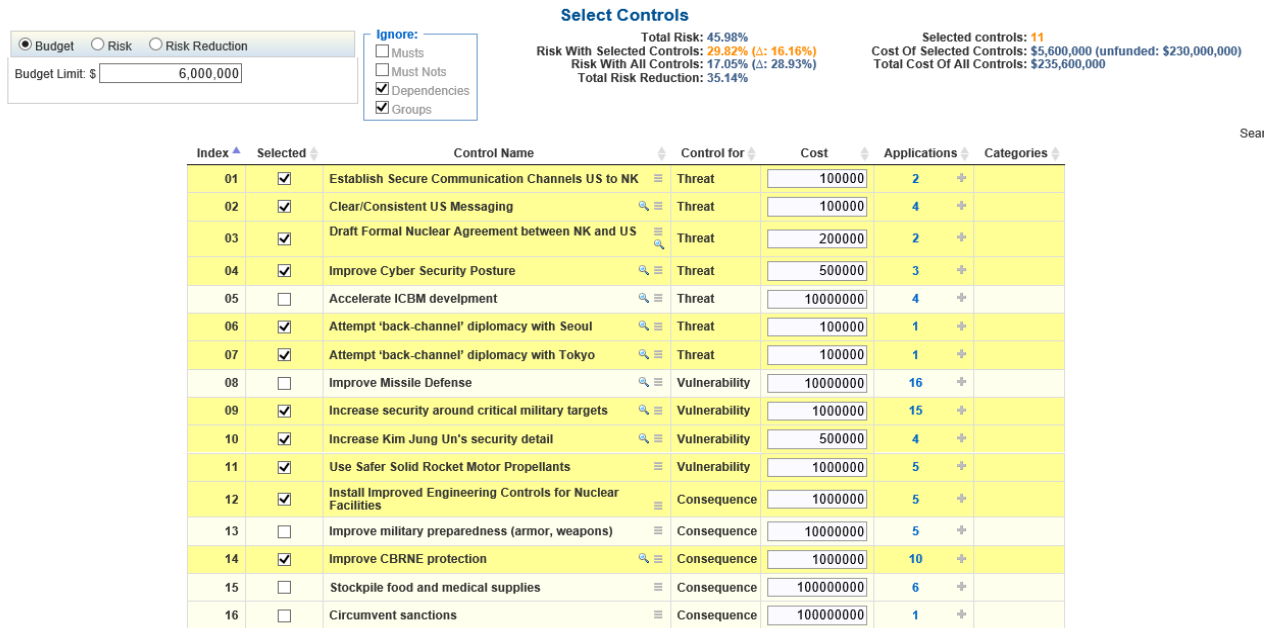 Select Controls
Budget Risk Risk Reduction
Budget Limit: $ 6,000,000
Ignore:
Musts
Must Nots
Dependencies
Groups
Total Risk: 45.98%
Risk With Selected Controls: 29.82% (Δ: 16.16%)
Risk With All Controls: 17.05% (Δ: 28.93%)
Total Risk Reduction: 35.14%
Selected controls: 11
Cost Of Selected Controls: $5,600,000 (unfunded: $230,000,000)
Total Cost Of All Controls: $235,600,000
Sear
Index Selected Control Name Control for Cost Applications Categories
01 Establish Secure Communication Channels US to NK Threat 100000 2
02 Clear/Consistent US Messaging Threat 100000 4
03 Draft Formal Nuclear Agreement between NK and US Threat 200000 2
04 Improve Cyber Security Posture Threat 500000 3
05 Accelerate ICBM develpment Threat 10000000 4
06 Attempt ‘back-channel’ diplomacy with Seoul Threat 100000 1
07 Attempt ‘back-channel’ diplomacy with Tokyo Threat 100000 1
08 Improve Missile Defense Vulnerability 10000000 16
09 Increase security around critical military targets Vulnerability 1000000 15
10 Increase Kim Jung Un's security detail Vulnerability 500000 4
11 Use Safer Solid Rocket Motor Propellants Vulnerability 1000000 5
12 Install Improved Engineering Controls for Nuclear
Facilities Consequence 1000000 5
13 Improve military preparedness (armor, weapons) Consequence 10000000 5
14 Improve CBRNE protection Consequence 1000000 10
15 Stockpile food and medical supplies Consequence 100000000 6
16 Circumvent sanctions Consequence 100000000 1